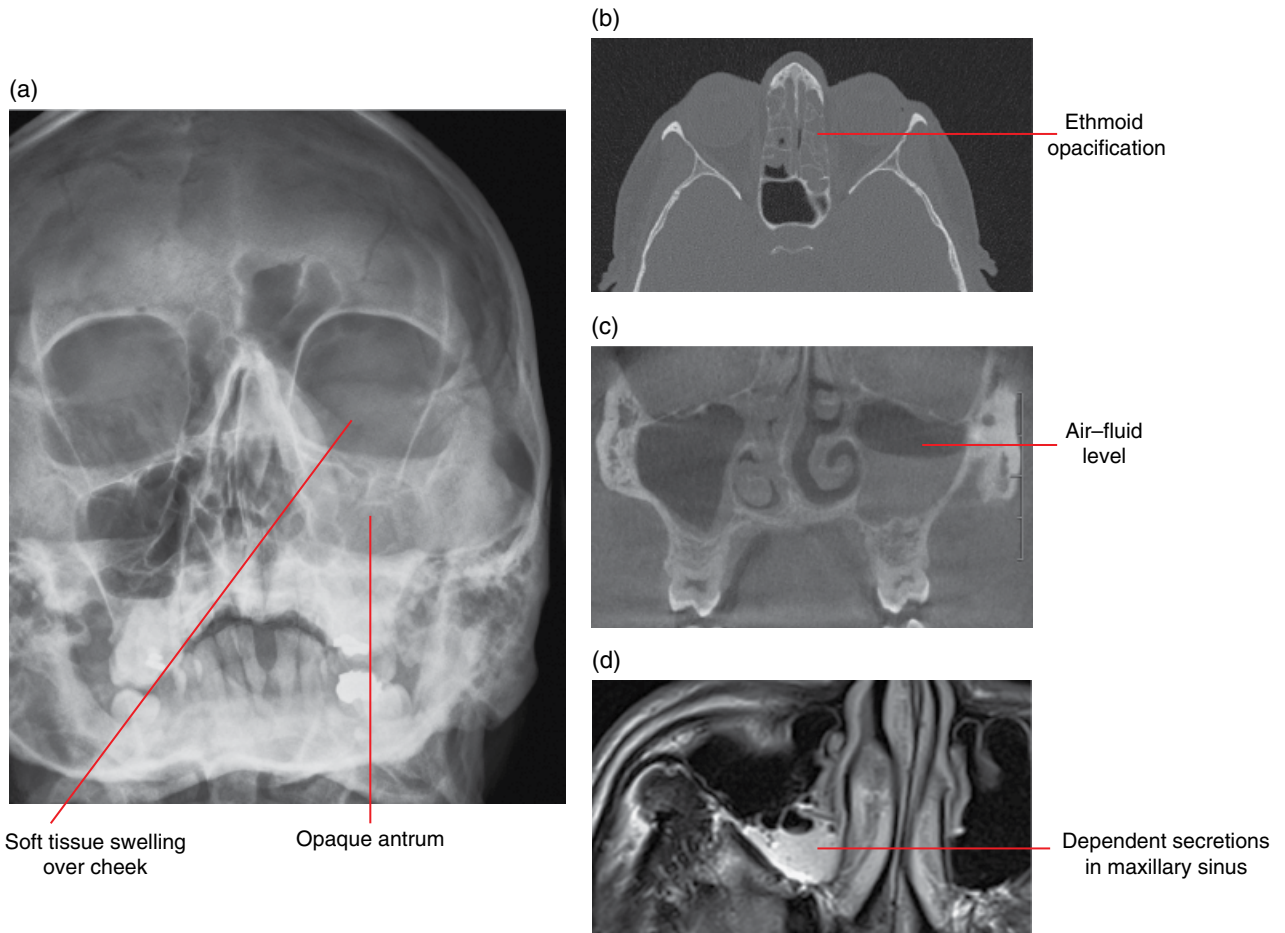 (a)
Soft tissue swelling
over cheek
Opaque antrum
(b)
Ethmoid
opacification
(c)
Air–fluid
level
(d)
Dependent secretions
in maxillary sinus